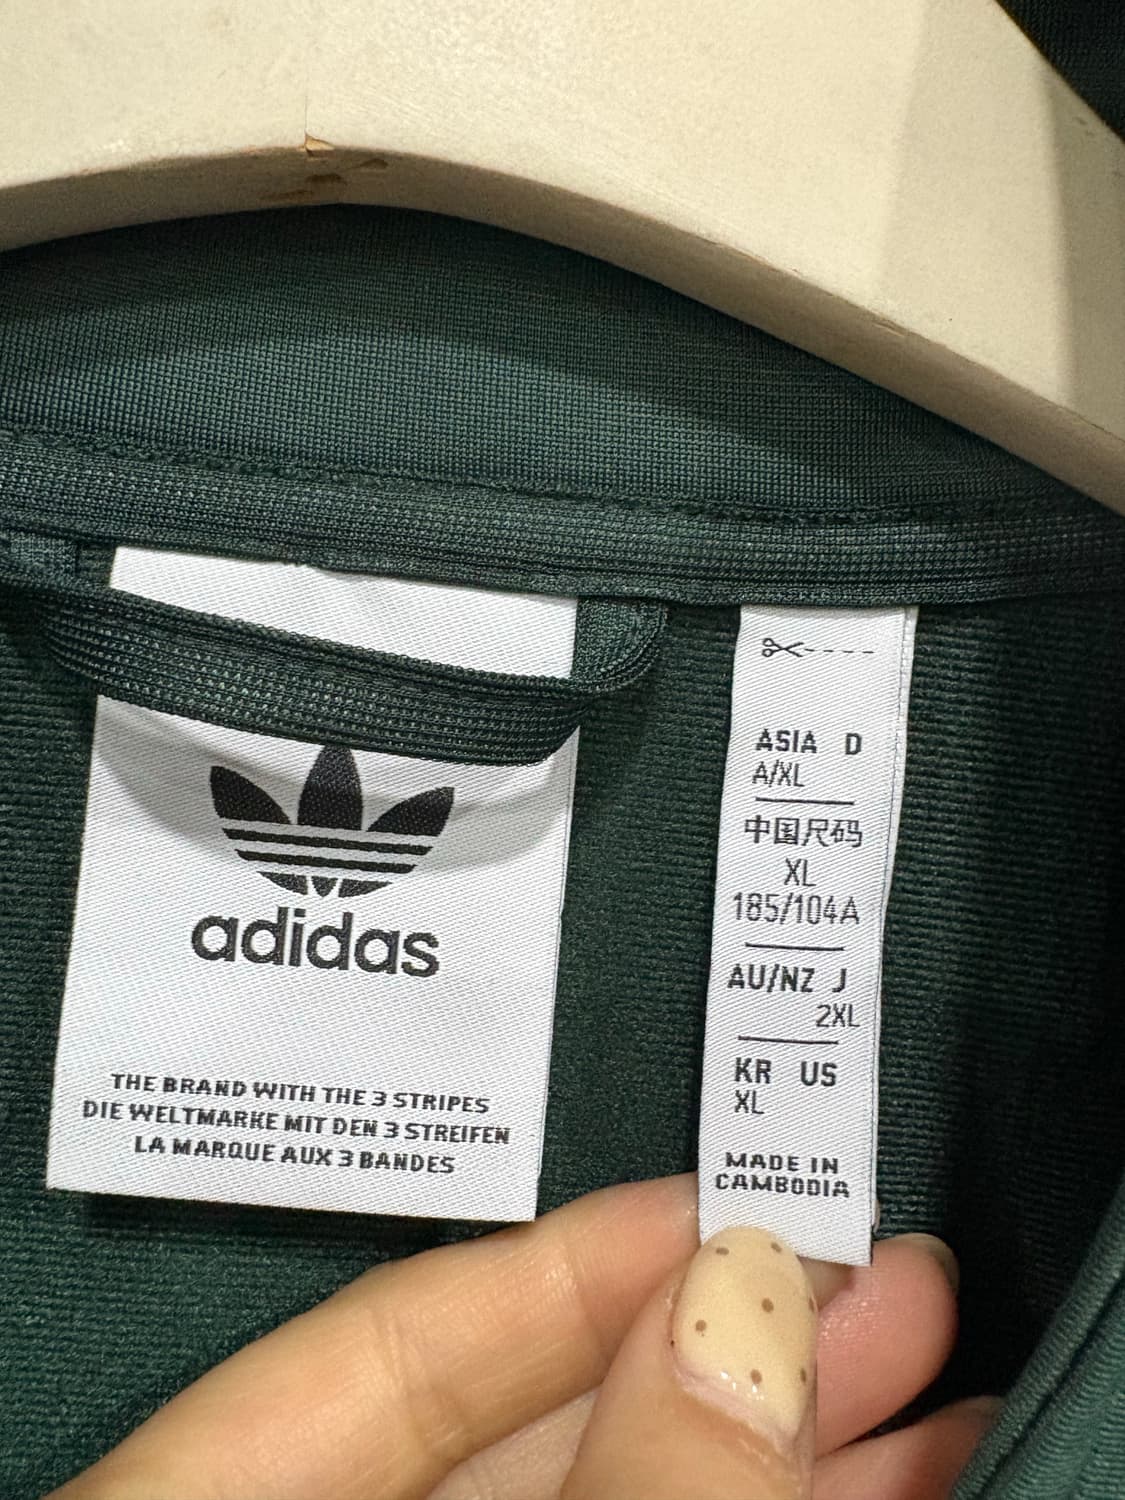 adidas
THE BRAND WITH THE 3 STRIPES
DIE WELTMARKE MIT DEN 3 STREIFEN
LA MARQUE AUX 3 BANDES
ASIA D
A/XL
中国尺码
XL
185/104A
AU/NZ J
2XL
KR US
XL
MADE IN
CAMBODIA